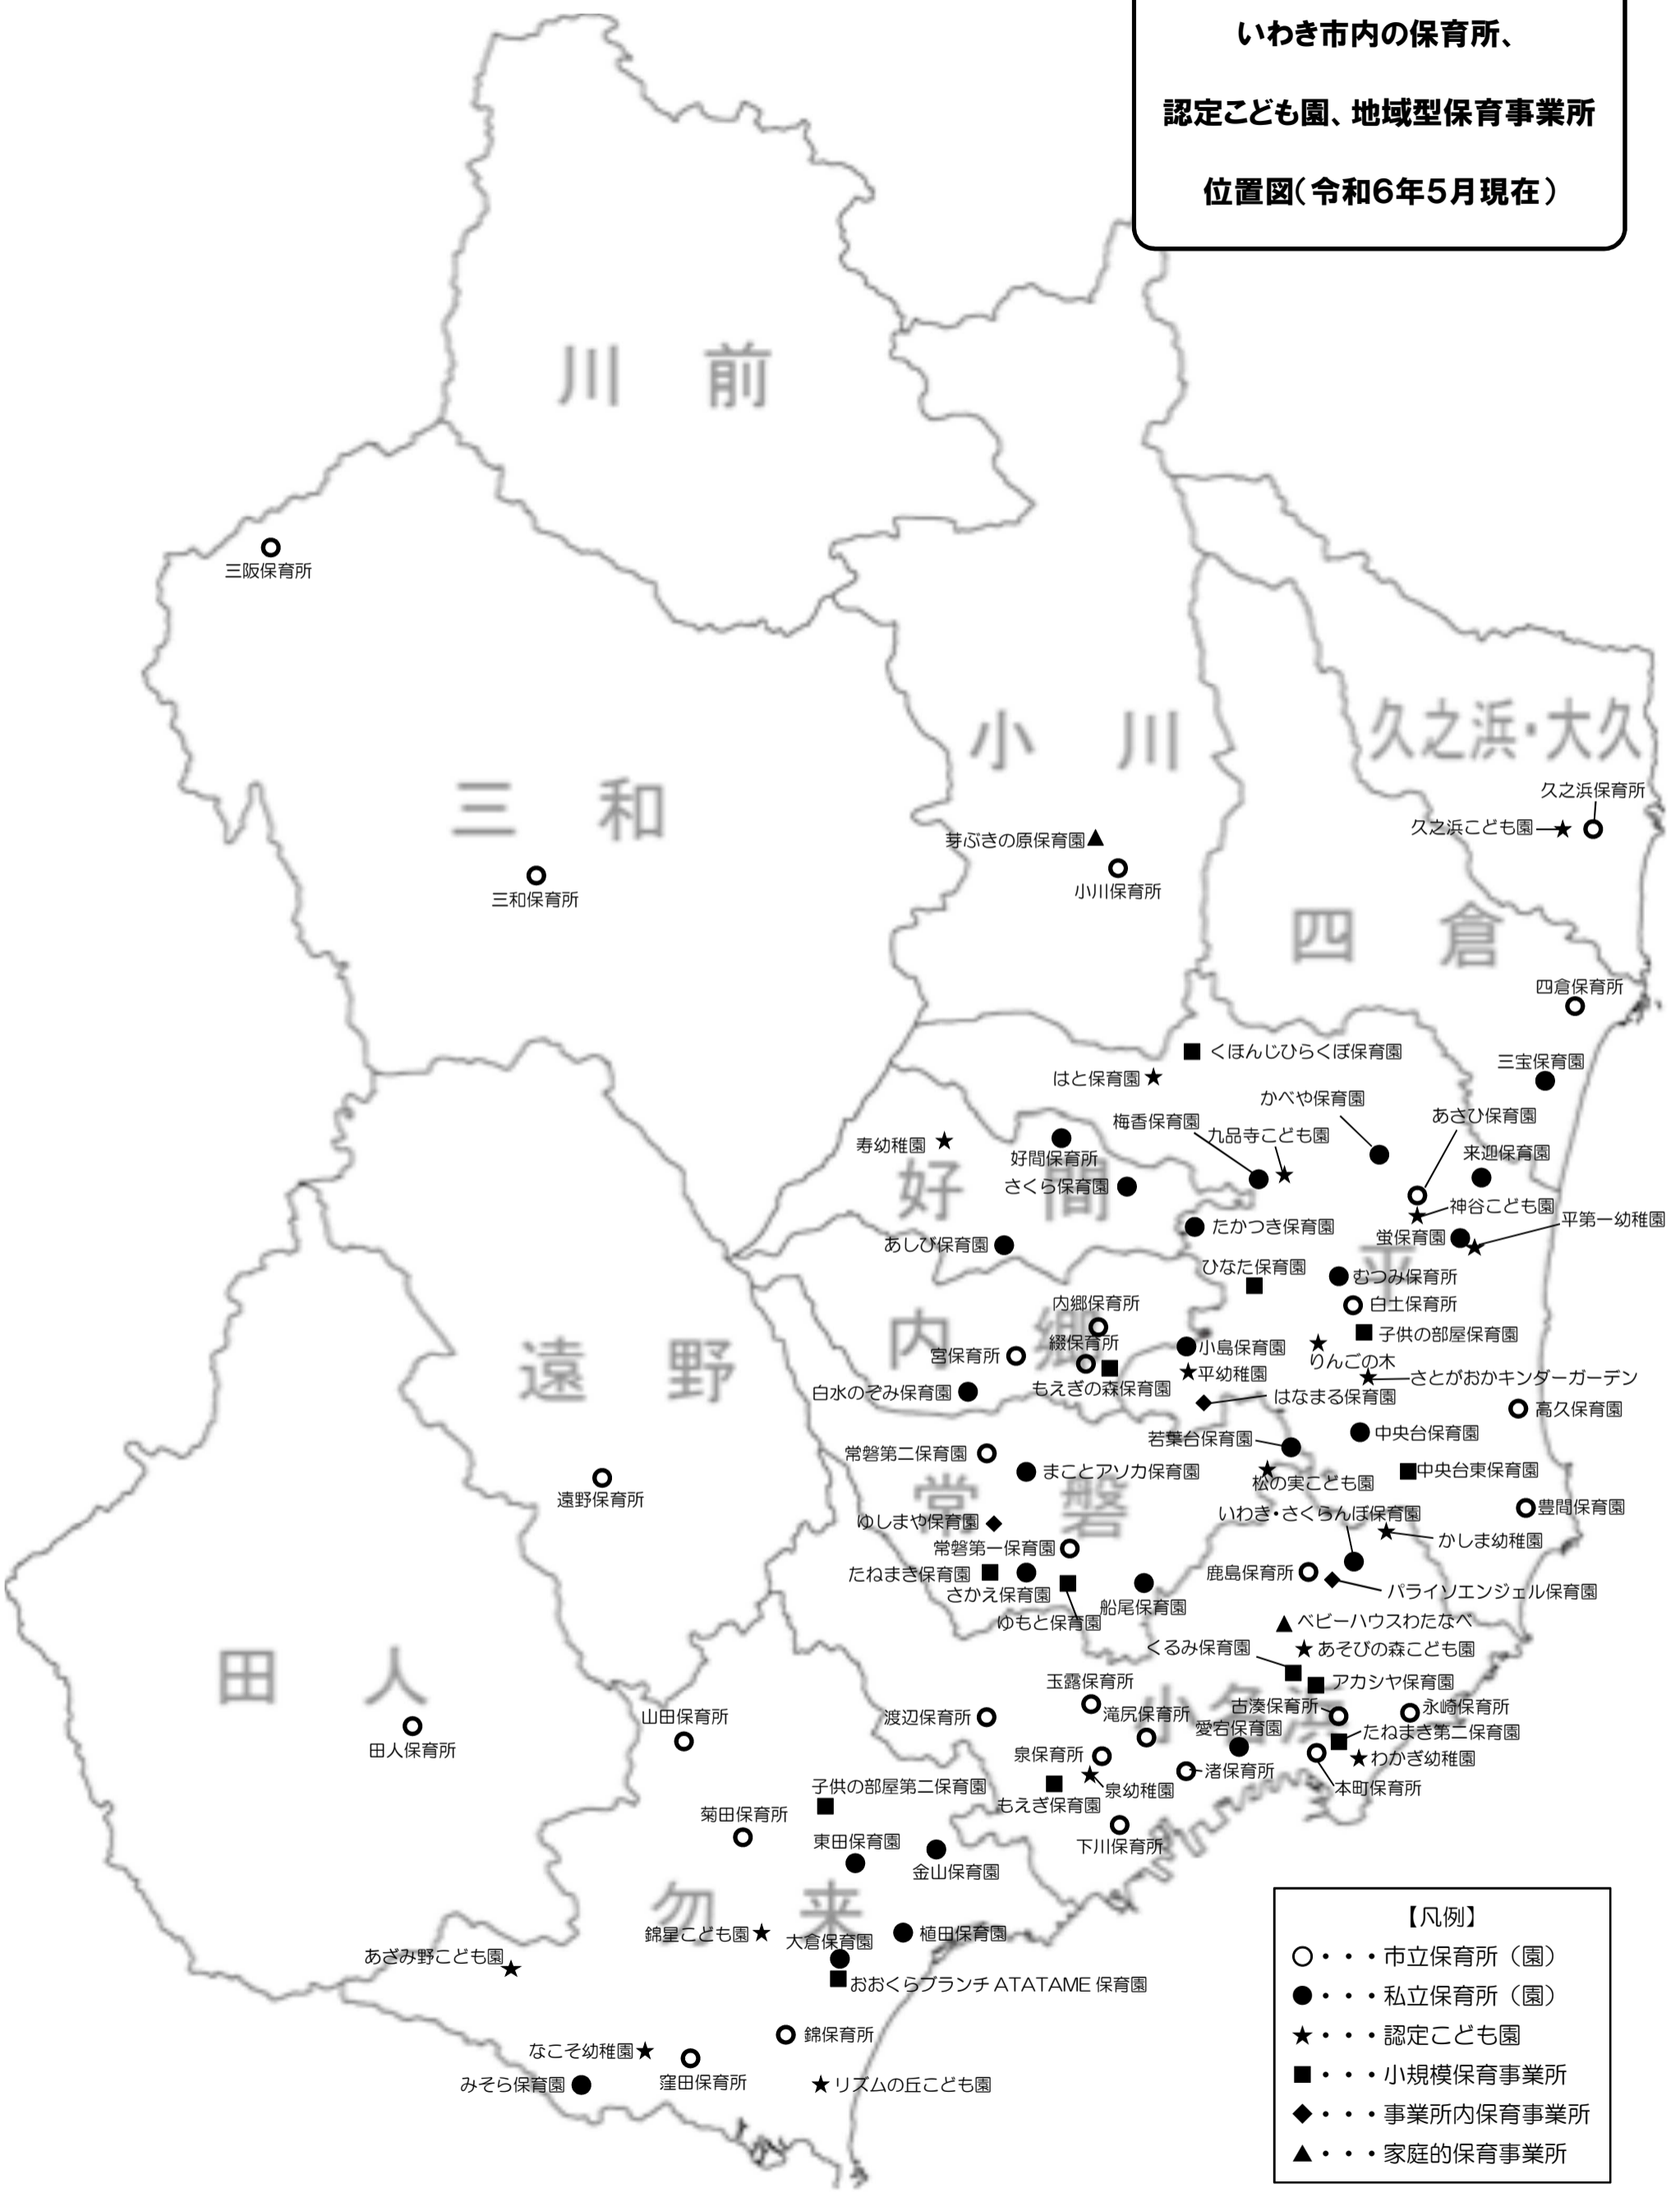 いわき市内の保育所、
認定こども園、地域型保育事業所
位置図(令和6年5月現在)
川 前
三阪保育所
小 川
久之浜・大久
三 和
久之浜保育所
久之浜こども園
芽ぶきの原保育園
小川保育所
三和保育所
四 倉
四倉保育所
くほんじひらくぼ保育園
三宝保育園
はと保育園
かべや保育園
あさひ保育園
梅香保育園
九品寺こども園
寿幼稚園
好間保育所
来迎保育園
好 間
さくら保育園
神谷こども園
平第一幼稚園
たかつき保育園
蛍保育園
あしび保育園
平
ひなた保育園
むつみ保育所
内郷保育所
白土保育所
内 郷
綴保育所
子供の部屋保育園
宮保育所
小島保育園
りんごの木
遠 野
平幼稚園
さとがおかキンダーガーデン
もえぎの森保育園
白水のぞみ保育園
はなまる保育園
高久保育園
若葉台保育園
中央台保育園
常磐第二保育園
まことアソカ保育園
中央台東保育園
松の実こども園
遠野保育所
常 磐
豊間保育園
いわき・さくらんぼ保育園
ゆしまや保育園
かしま幼稚園
常磐第一保育園
たねまき保育園
鹿島保育所
さかえ保育園
パライソエンジェル保育園
船尾保育園
ゆもと保育園
ベビーハウスわたなべ
くるみ保育園
あそびの森こども園
田 人
玉露保育所
アカシヤ保育園
小名浜
古湊保育所
永崎保育所
山田保育所
渡辺保育所
滝尻保育所
愛宕保育園
たねまき第二保育園
田人保育所
泉保育所
わかぎ幼稚園
渚保育所
子供の部屋第二保育園
泉幼稚園
本町保育所
もえぎ保育園
菊田保育所
東田保育園
下川保育所
金山保育園
勿 来
錦星こども園
植田保育園
大倉保育園
あざみ野こども園
おおくらブランチ ATATAME 保育園
錦保育所
なこそ幼稚園
窪田保育所
みそら保育園
リズムの丘こども園
【凡例】
○・・・市立保育所(園)
●・・・私立保育所(園)
★・・・認定こども園
■・・・小規模保育事業所
◆・・・事業所内保育事業所
▲・・・家庭的保育事業所